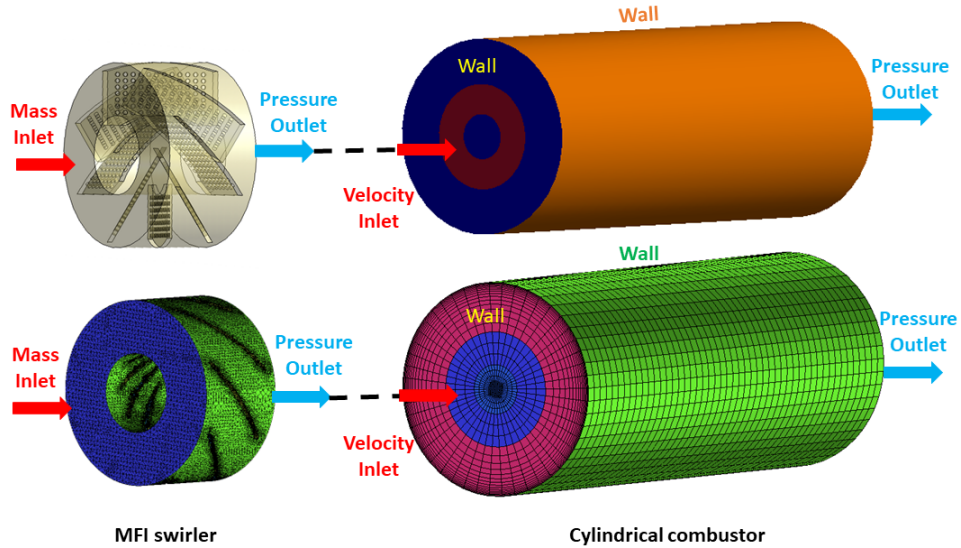 Wall
Wall
Mass
Inlet
Pressure
Outlet
Pressure
Outlet
Velocity
Inlet
Wall
Wall
Mass
Inlet
Pressure
Outlet
Pressure
Outlet
Velocity
Inlet
MFI swirler
Cylindrical combustor